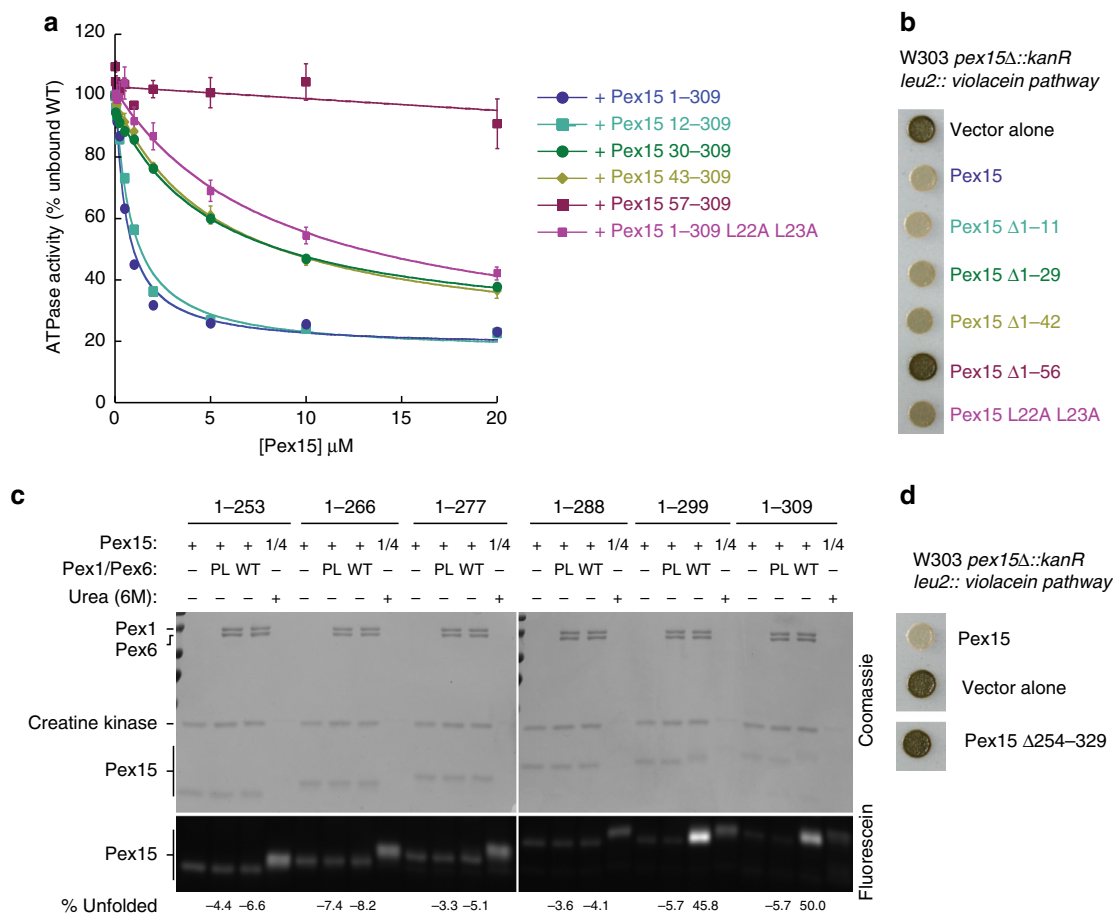 a
ATPase activity (% unbound WT)
120
100
80
60
40
20
0
0 5 10 15 20
[Pex15] μM
+ Pex15 1–309
+ Pex15 12–309
+ Pex15 30–309
+ Pex15 43–309
+ Pex15 57–309
+ Pex15 1–309 L22A L23A
b
W303 pex15Δ::kanR
leu2:: violacein pathway
Vector alone
Pex15
Pex15 Δ1–11
Pex15 Δ1–29
Pex15 Δ1–42
Pex15 Δ1–56
Pex15 L22A L23A
c
1–253 1–266 1–277 1–288 1–299 1–309
Pex15: + + + 1/4 + + + 1/4 + + + 1/4 + + + 1/4 + + + 1/4 + + + 1/4
Pex1/Pex6: – PL WT – – PL WT – – PL WT – – PL WT – – PL WT – – PL WT –
Urea (6M): – – – + – – – + – – – + – – – + – – – + – – – +
Pex1
Pex6
Creatine kinase
Pex15
Coomassie
Pex15
Fluorescein
% Unfolded –4.4 –6.6 –7.4 –8.2 –3.3 –5.1 –3.6 –4.1 –5.7 45.8 –5.7 50.0
d
W303 pex15Δ::kanR
leu2:: violacein pathway
Pex15
Vector alone
Pex15 Δ254–329